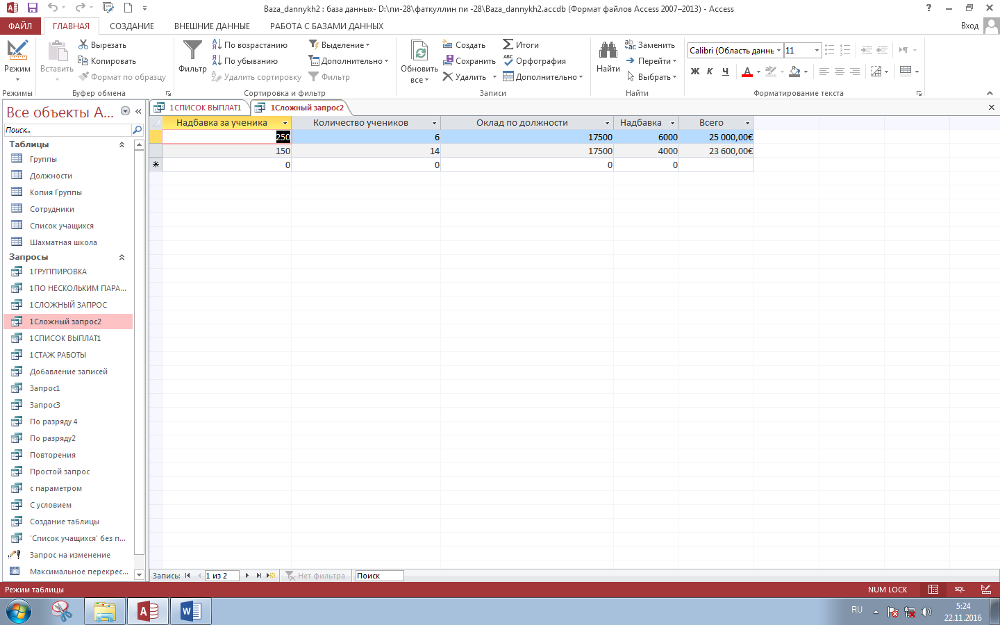 Baza_dannykh2 : база данных- D:\пи-28\фаткуллин пи -28\Baza_dannykh2.accdb (Формат файлов Access 2007–2013) - Access
ФАЙЛ ГЛАВНАЯ СОЗДАНИЕ ВНЕШНИЕ ДАННЫЕ РАБОТА С БАЗАМИ ДАННЫХ Вход
Режим
Режимы
Вставить
Вырезать
Копировать
Формат по образцу
Буфер обмена
Фильтр
По возрастанию
По убыванию
Удалить сортировку
Выделение
Дополнительно
Фильтр
Сортировка и фильтр
Обновить все
Создать
Сохранить
Удалить
Итоги
Орфография
Дополнительно
Записи
Найти
Заменить
Перейти
Выбрать
Найти
Calibri (Область данны 11
Ж К Ч
Форматирование текста
Все объекты A...
Поиск...
Таблицы
Группы
Должности
Копия Группы
Сотрудники
Список учащихся
Шахматная школа
Запросы
1ГРУППИРОВКА
1ПО НЕСКОЛЬКИМ ПАРА...
1СЛОЖНЫЙ ЗАПРОС
1Сложный запрос2
1СПИСОК ВЫПЛАТ1
1СТАЖ РАБОТЫ
Добавление записей
Запрос1
Запрос3
По разряду 4
По разряду2
Повторения
Простой запрос
с параметром
С условием
Создание таблицы
'Список учащихся' без п...
Запрос на изменение
Максимальное перекрес...
1СПИСОК ВЫПЛАТ1 1Сложный запрос2
Надбавка за ученика Количество учеников Оклад по должности Надбавка Всего
250 6 17500 6000 25 000,00€
150 14 17500 4000 23 600,00€
0 0 0 0
Запись: 1 из 2 Нет фильтра Поиск
Режим таблицы NUM LOCK SQL
RU 5:24
22.11.2016